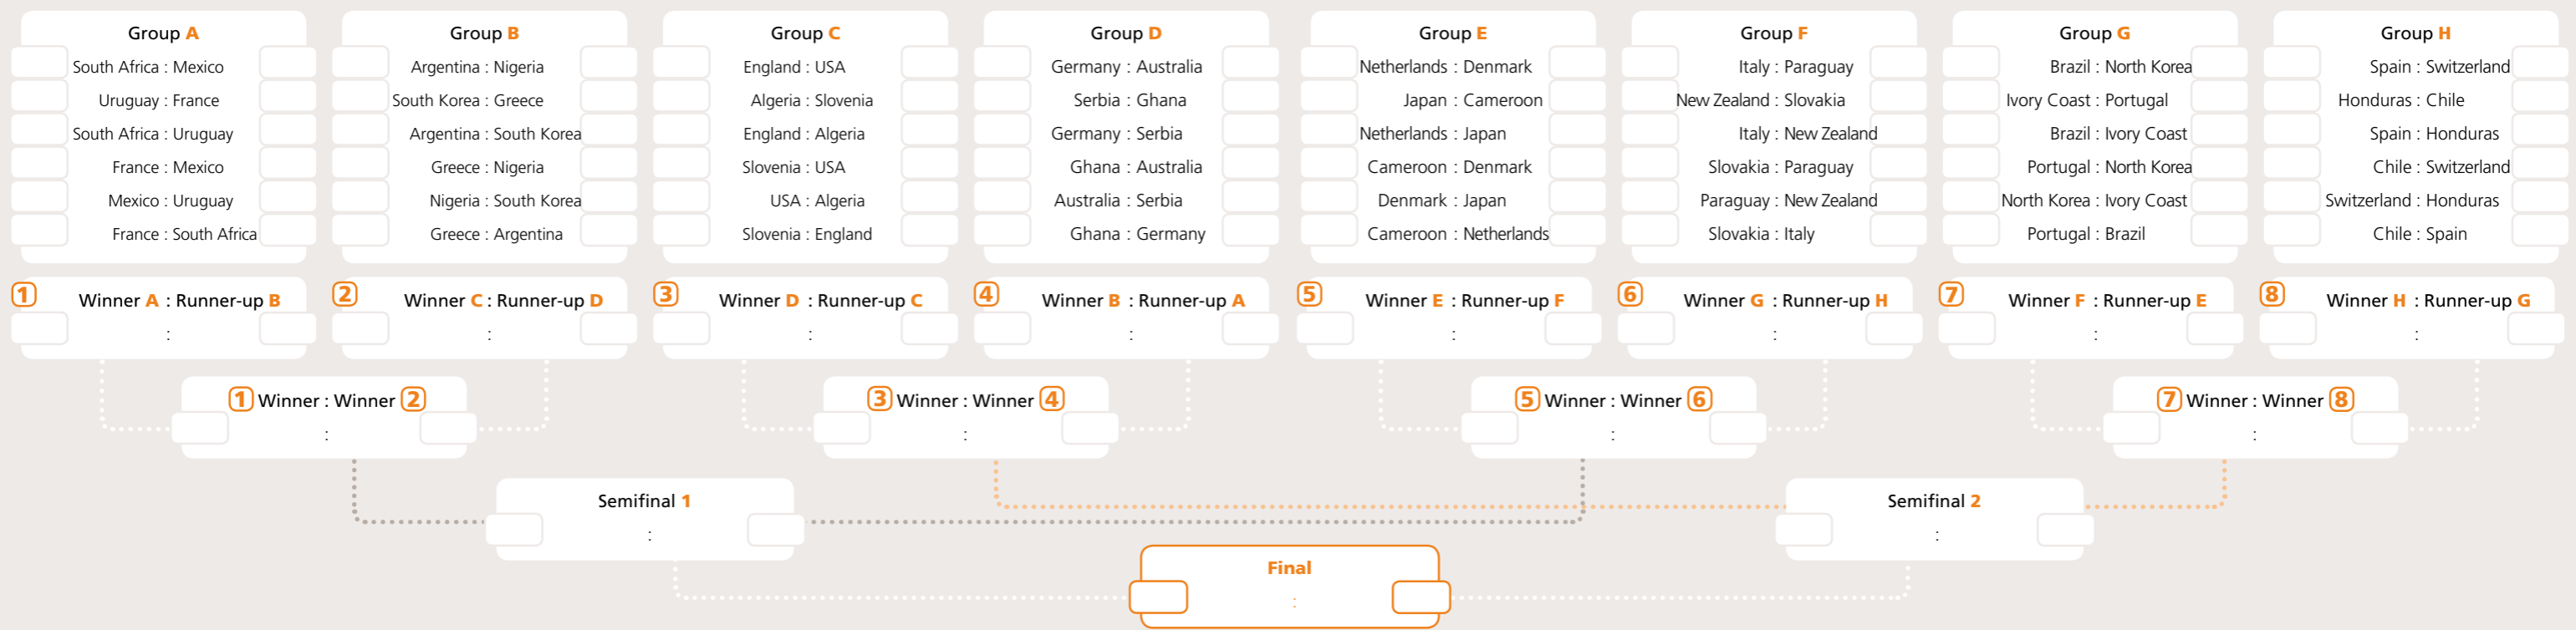 Group A
South Africa : Mexico
Uruguay : France
South Africa : Uruguay
France : Mexico
Mexico : Uruguay
France : South Africa
Group B
Argentina : Nigeria
South Korea : Greece
Argentina : South Korea
Greece : Nigeria
Nigeria : South Korea
Greece : Argentina
Group C
England : USA
Algeria : Slovenia
England : Algeria
Slovenia : USA
USA : Algeria
Slovenia : England
Group D
Germany : Australia
Serbia : Ghana
Germany : Serbia
Ghana : Australia
Australia : Serbia
Ghana : Germany
Group E
Netherlands : Denmark
Japan : Cameroon
Netherlands : Japan
Cameroon : Denmark
Denmark : Japan
Cameroon : Netherlands
Group F
Italy : Paraguay
New Zealand : Slovakia
Italy : New Zealand
Slovakia : Paraguay
Paraguay : New Zealand
Slovakia : Italy
Group G
Brazil : North Korea
Ivory Coast : Portugal
Brazil : Ivory Coast
Portugal : North Korea
North Korea : Ivory Coast
Portugal : Brazil
Group H
Spain : Switzerland
Honduras : Chile
Spain : Honduras
Chile : Switzerland
Switzerland : Honduras
Chile : Spain
1 Winner A : Runner-up B
:
2 Winner C : Runner-up D
:
3 Winner D : Runner-up C
:
4 Winner B : Runner-up A
:
5 Winner E : Runner-up F
:
6 Winner G : Runner-up H
:
7 Winner F : Runner-up E
:
8 Winner H : Runner-up G
:
1 Winner : Winner 2
:
3 Winner : Winner 4
:
5 Winner : Winner 6
:
7 Winner : Winner 8
:
Semifinal 1
:
Semifinal 2
:
Final
: